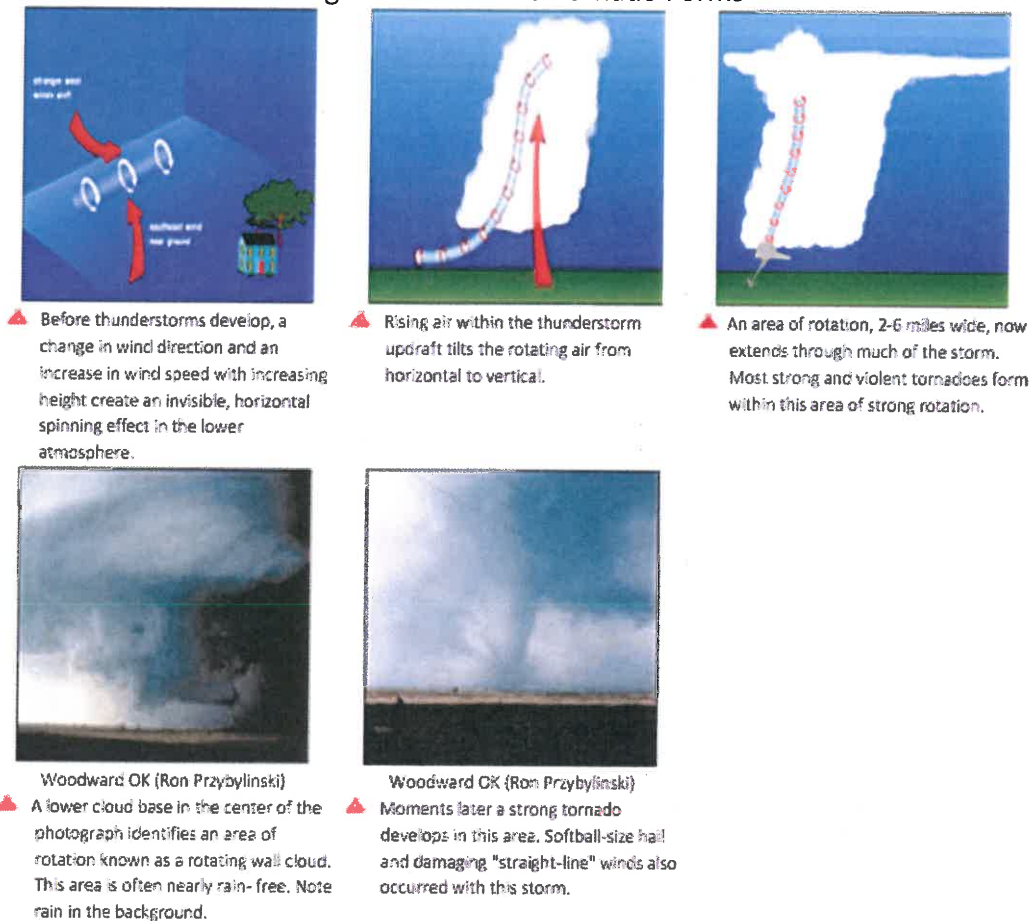 Before thunderstorms develop, a
change in wind direction and an
increase in wind speed with increasing
height create an invisible, horizontal
spinning effect in the lower
atmosphere.
Rising air within the thunderstorm
updraft tilts the rotating air from
horizontal to vertical.
An area of rotation, 2-6 miles wide, now
extends through much of the storm.
Most strong and violent tornadoes form
within this area of strong rotation.
Woodward OK (Ron Przybylinski)
A lower cloud base in the center of the
photograph identifies an area of
rotation known as a rotating wall cloud.
This area is often nearly rain- free. Note
rain in the background.
Woodward OK (Ron Przybylinski)
Moments later a strong tornado
develops in this area. Softball-size hail
and damaging "straight-line" winds also
occurred with this storm.